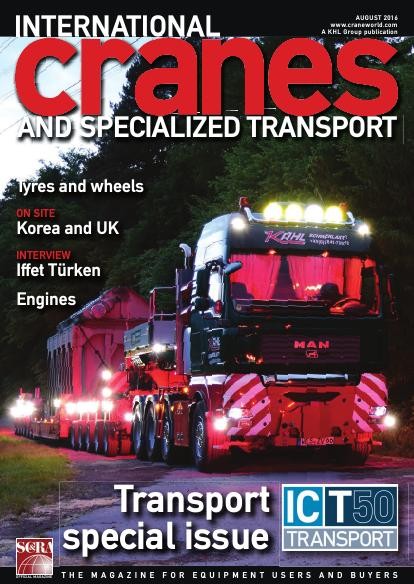 AUGUST 2016
www.craneworld.com
A KHL Group publication
INTERNATIONAL
cranes
AND SPECIALIZED TRANSPORT
Tyres and wheels
ON SITE
Korea and UK
INTERVIEW
Iffet Türken
Engines
KAHL
MAN
Transport
special issue
ICT50
TRANSPORT
SC&RA
OFFICIAL MAGAZINE
THE MAGAZINE FOR EQUIPMENT USERS AND BUYERS